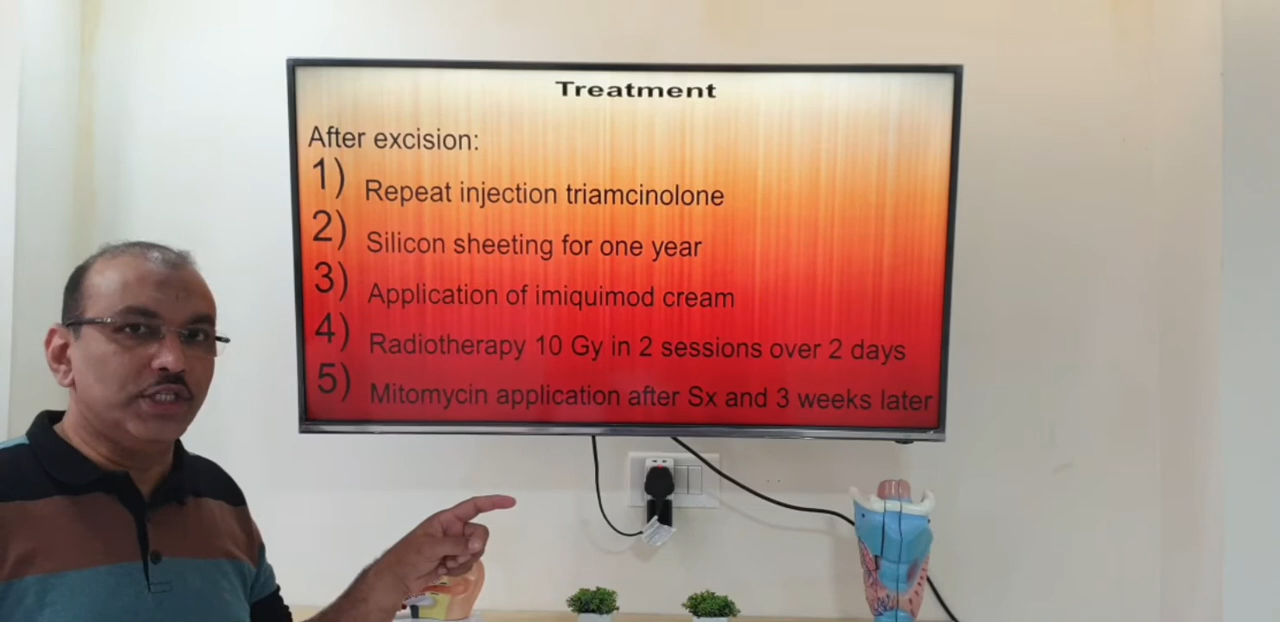 Treatment
After excision:
1) Repeat injection triamcinolone
2) Silicon sheeting for one year
3) Application of imiquimod cream
4) Radiotherapy 10 Gy in 2 sessions over 2 days
5) Mitomycin application after Sx and 3 weeks later